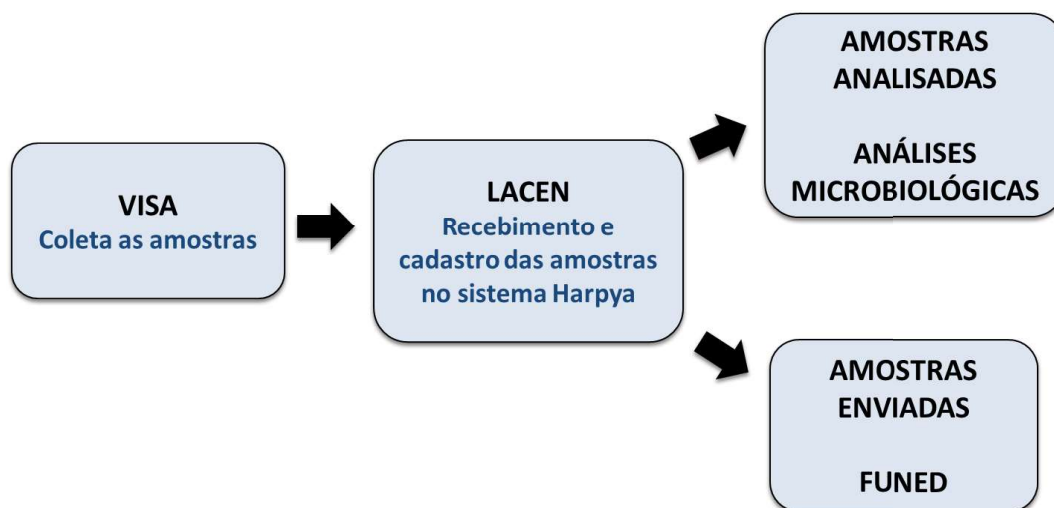 VISA
Coleta as amostras
LACEN
Recebimento e
cadastro das amostras
no sistema Harpya
AMOSTRAS
ANALISADAS
ANÁLISES
MICROBIOLÓGICAS
AMOSTRAS
ENVIADAS
FUNED